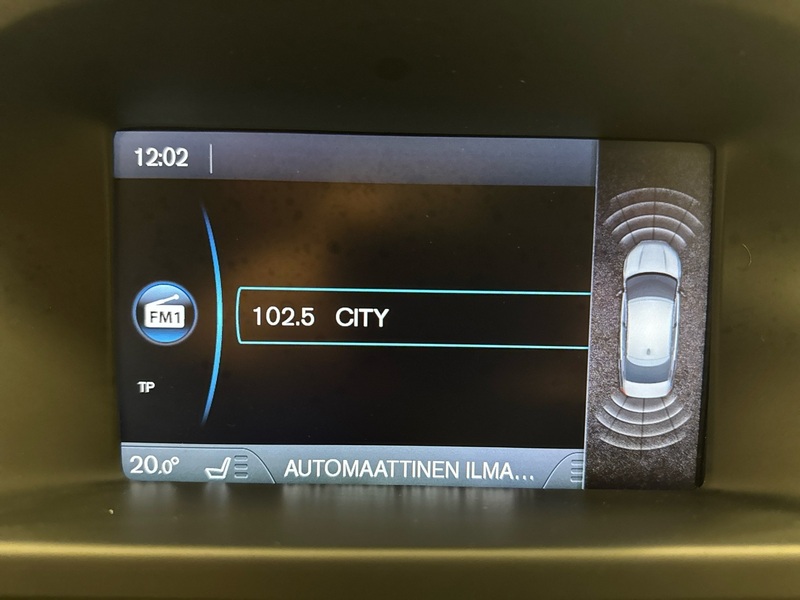 12:02
FM1
102.5 CITY
TP
20.0° AUTOMAATTINEN ILMA...